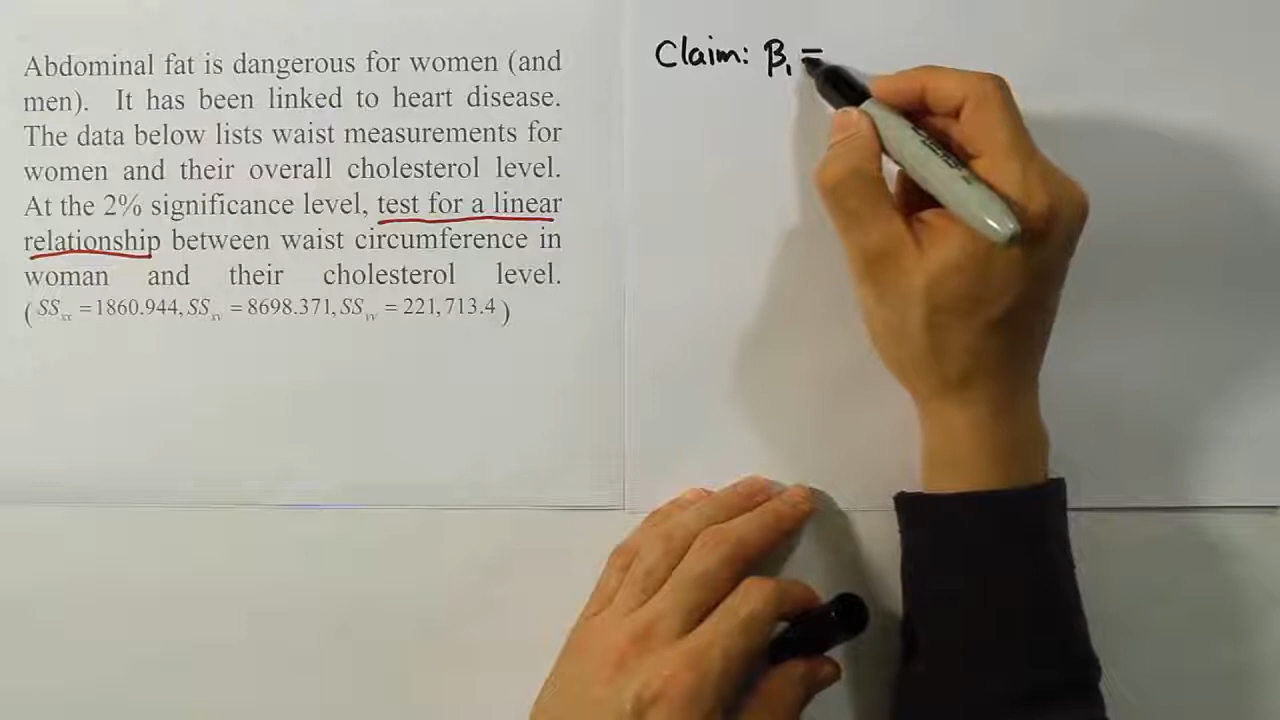 Abdominal fat is dangerous for women (and
men). It has been linked to heart disease.
The data below lists waist measurements for
women and their overall cholesterol level.
At the 2% significance level, test for a linear
relationship between waist circumference in
woman and their cholesterol level.
(SSxx = 1860.944, SSxy = 8698.371, SSyy = 221,713.4)
Claim: β₁ =